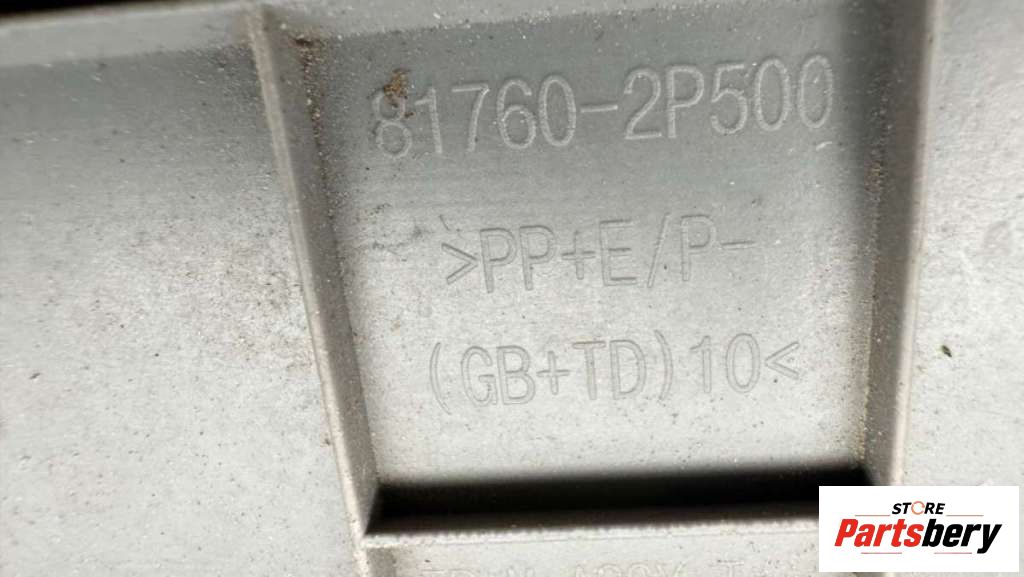 81760-2P500
>PP+E/P-
(GB+TD)10<
STORE
Partsbery